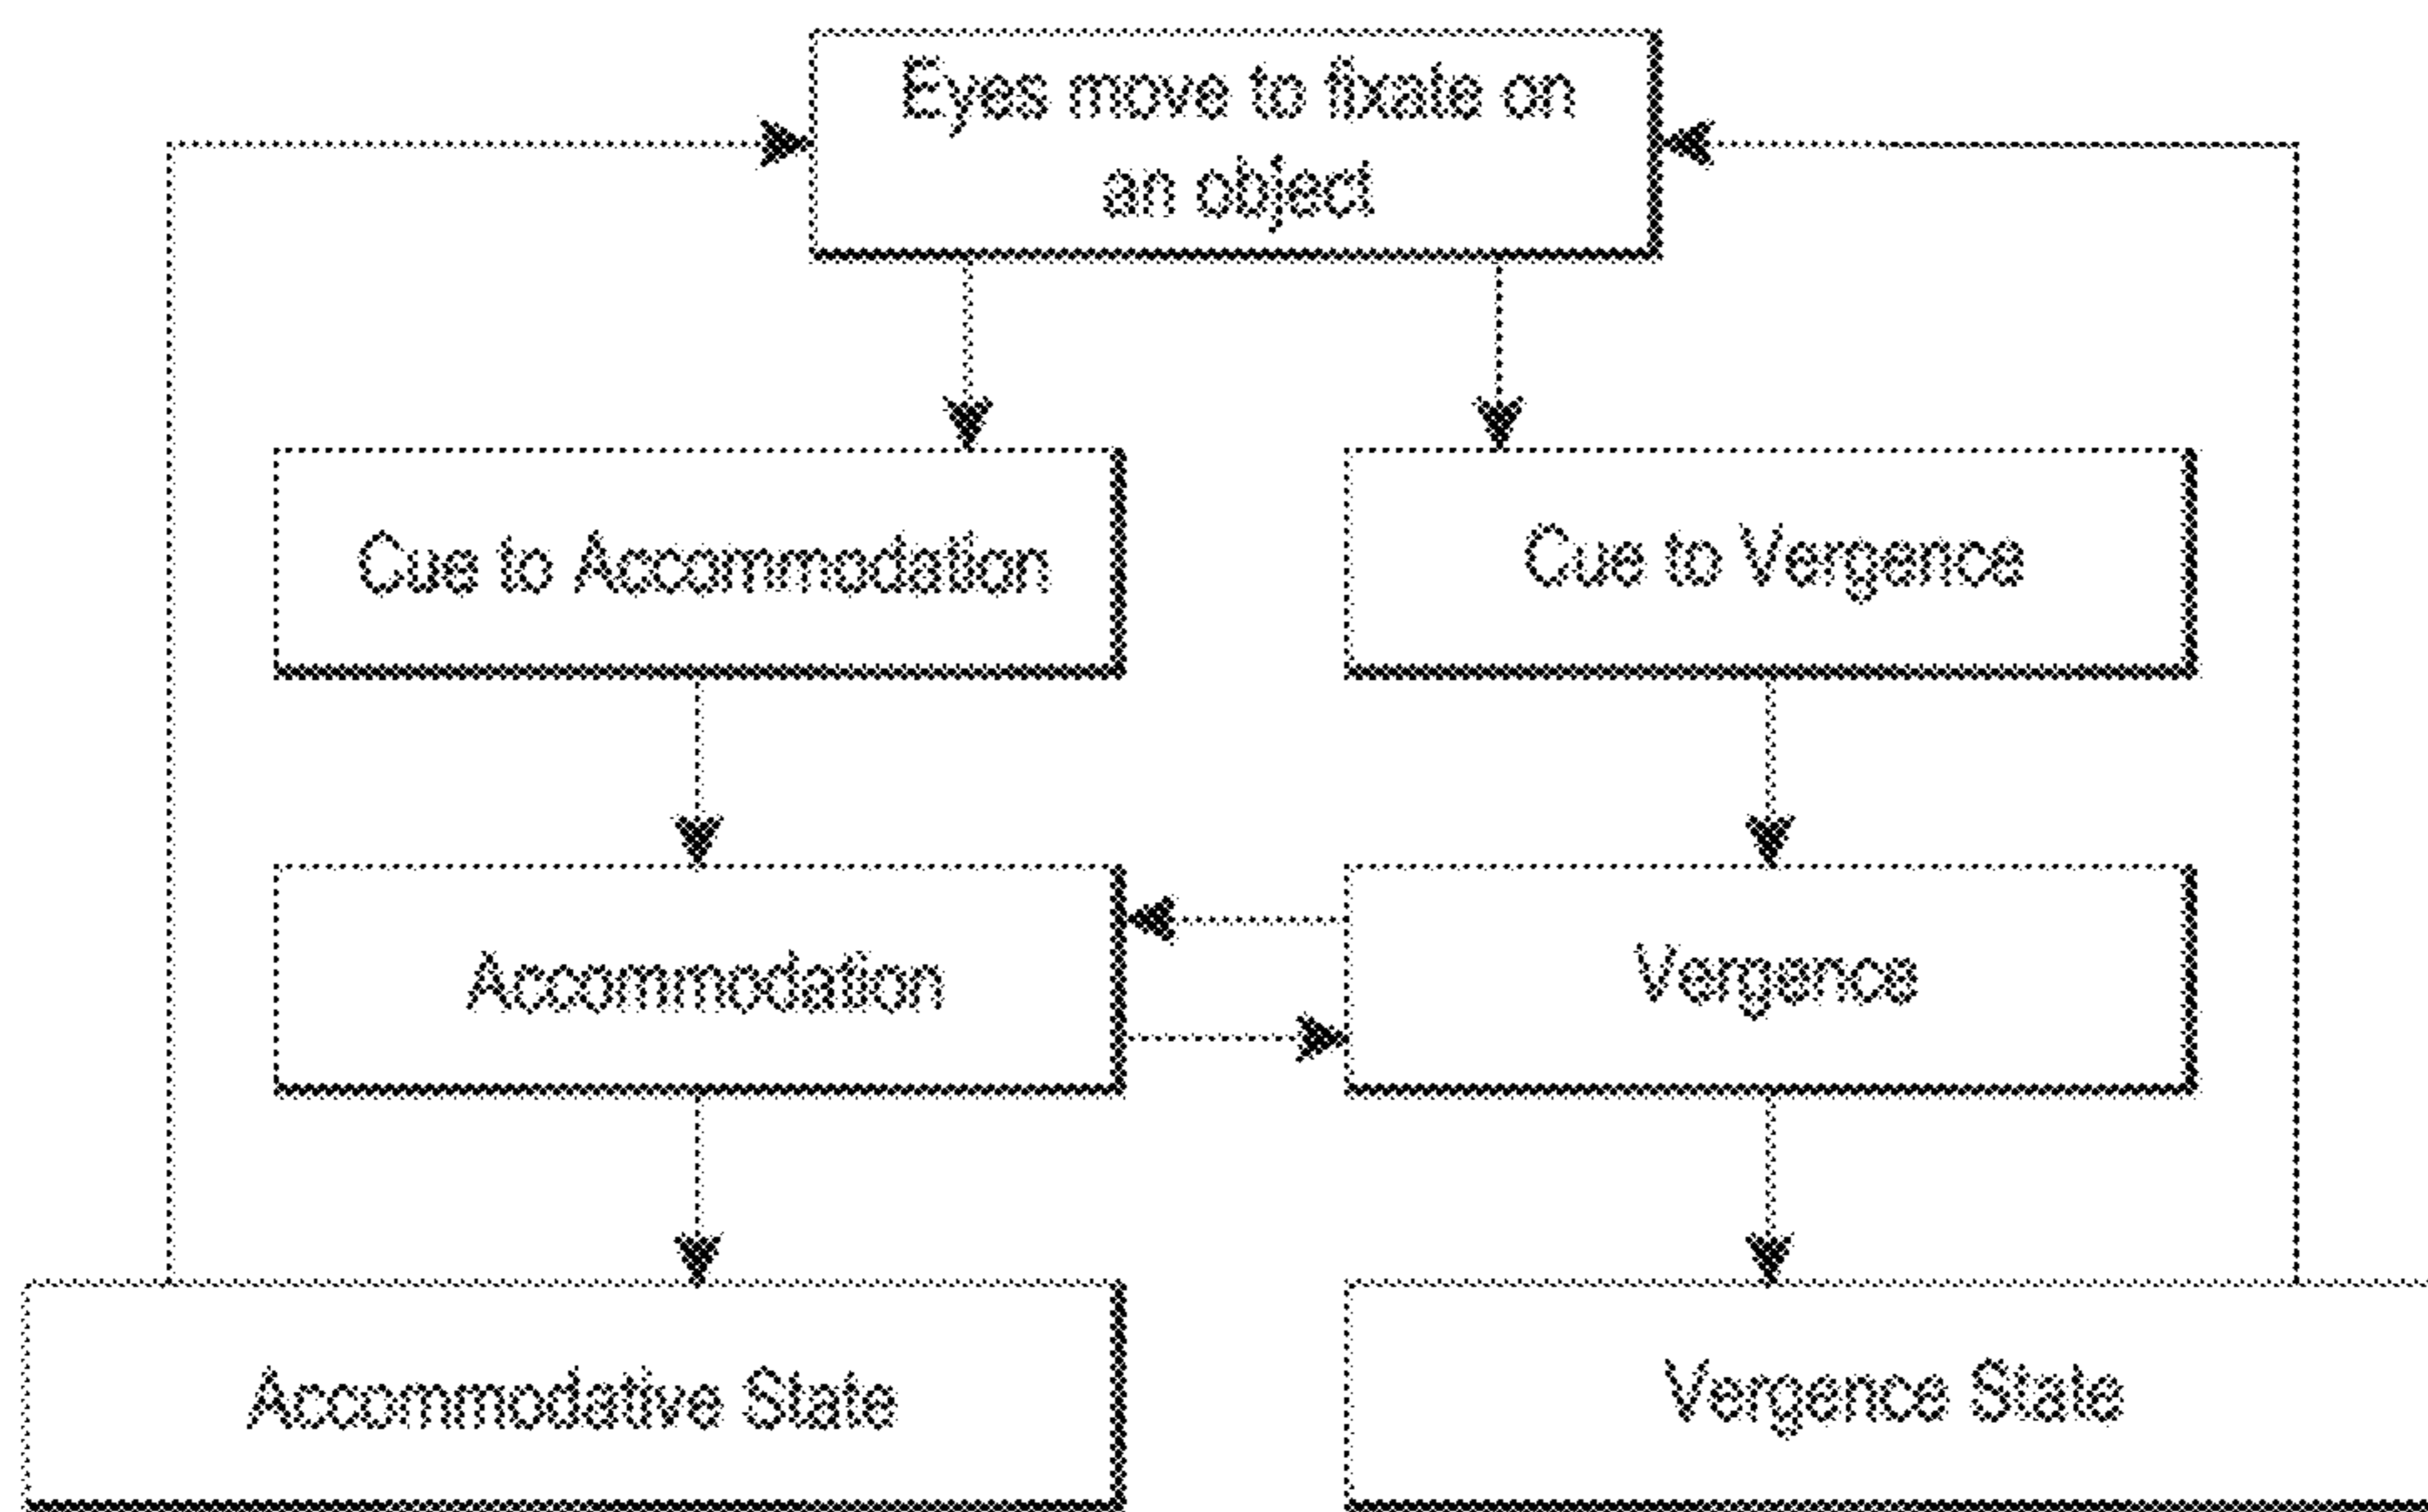 Eyes move to fixate on
an object
Cue to Accommodation
Cue to Vergence
Accommodation
Vergence
Accommodative State
Vergence State